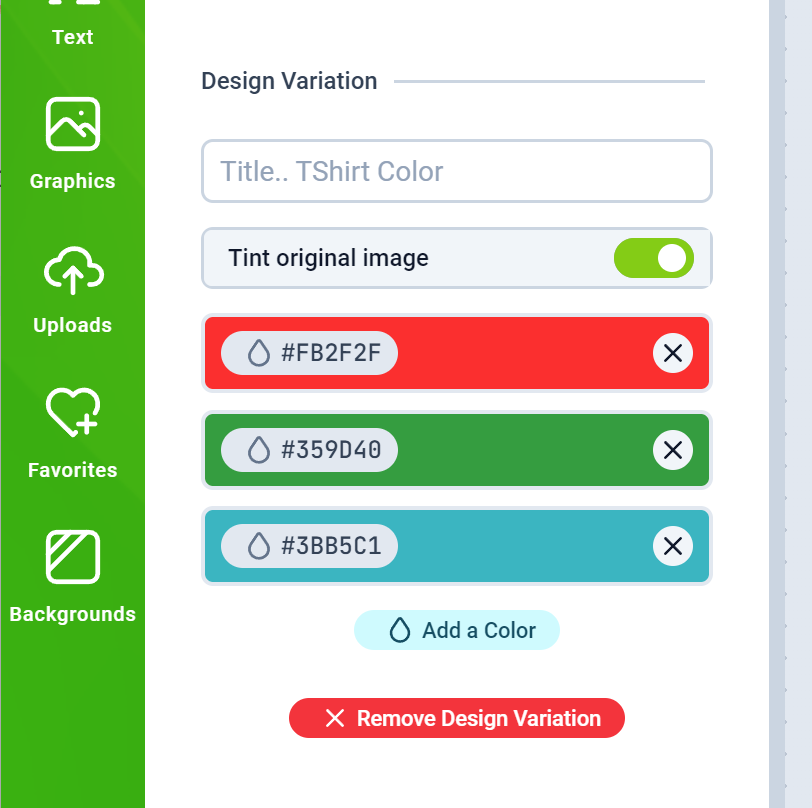 Text
Graphics
Uploads
Favorites
Backgrounds
Design Variation
Title.. TShirt Color
Tint original image
#FB2F2F
#359D40
#3BB5C1
Add a Color
Remove Design Variation